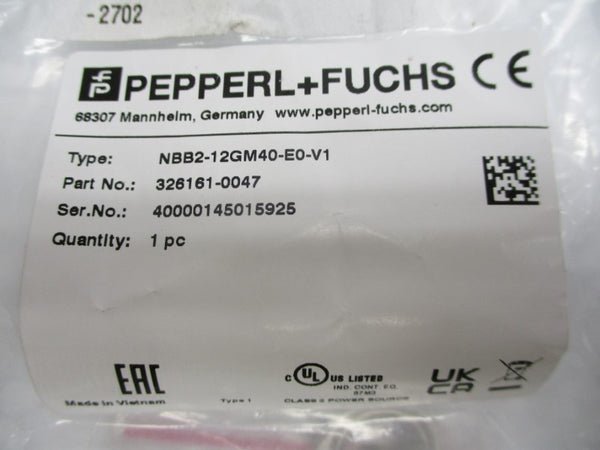 -2702
PEPPERL+FUCHS CE
68307 Mannheim, Germany www.pepperl-fuchs.com
Type: NBB2-12GM40-E0-V1
Part No.: 326161-0047
Ser.No.: 40000145015925
Quantity: 1 pc
EAC
Made in Vietnam
Type 1
C UL US LISTED
IND. CONT. EQ.
57M3
CLASS 2 POWER SOURCE
UK
CA